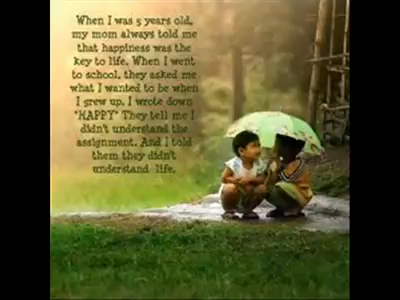 When I was 5 years old,
my mom always told me
that happiness was the
key to life. When I went
to school, they asked me
what I wanted to be when
I grew up. I wrote down
"HAPPY" They tell me I
didn't understand the
assignment. And I told
them they didn't
understand life.